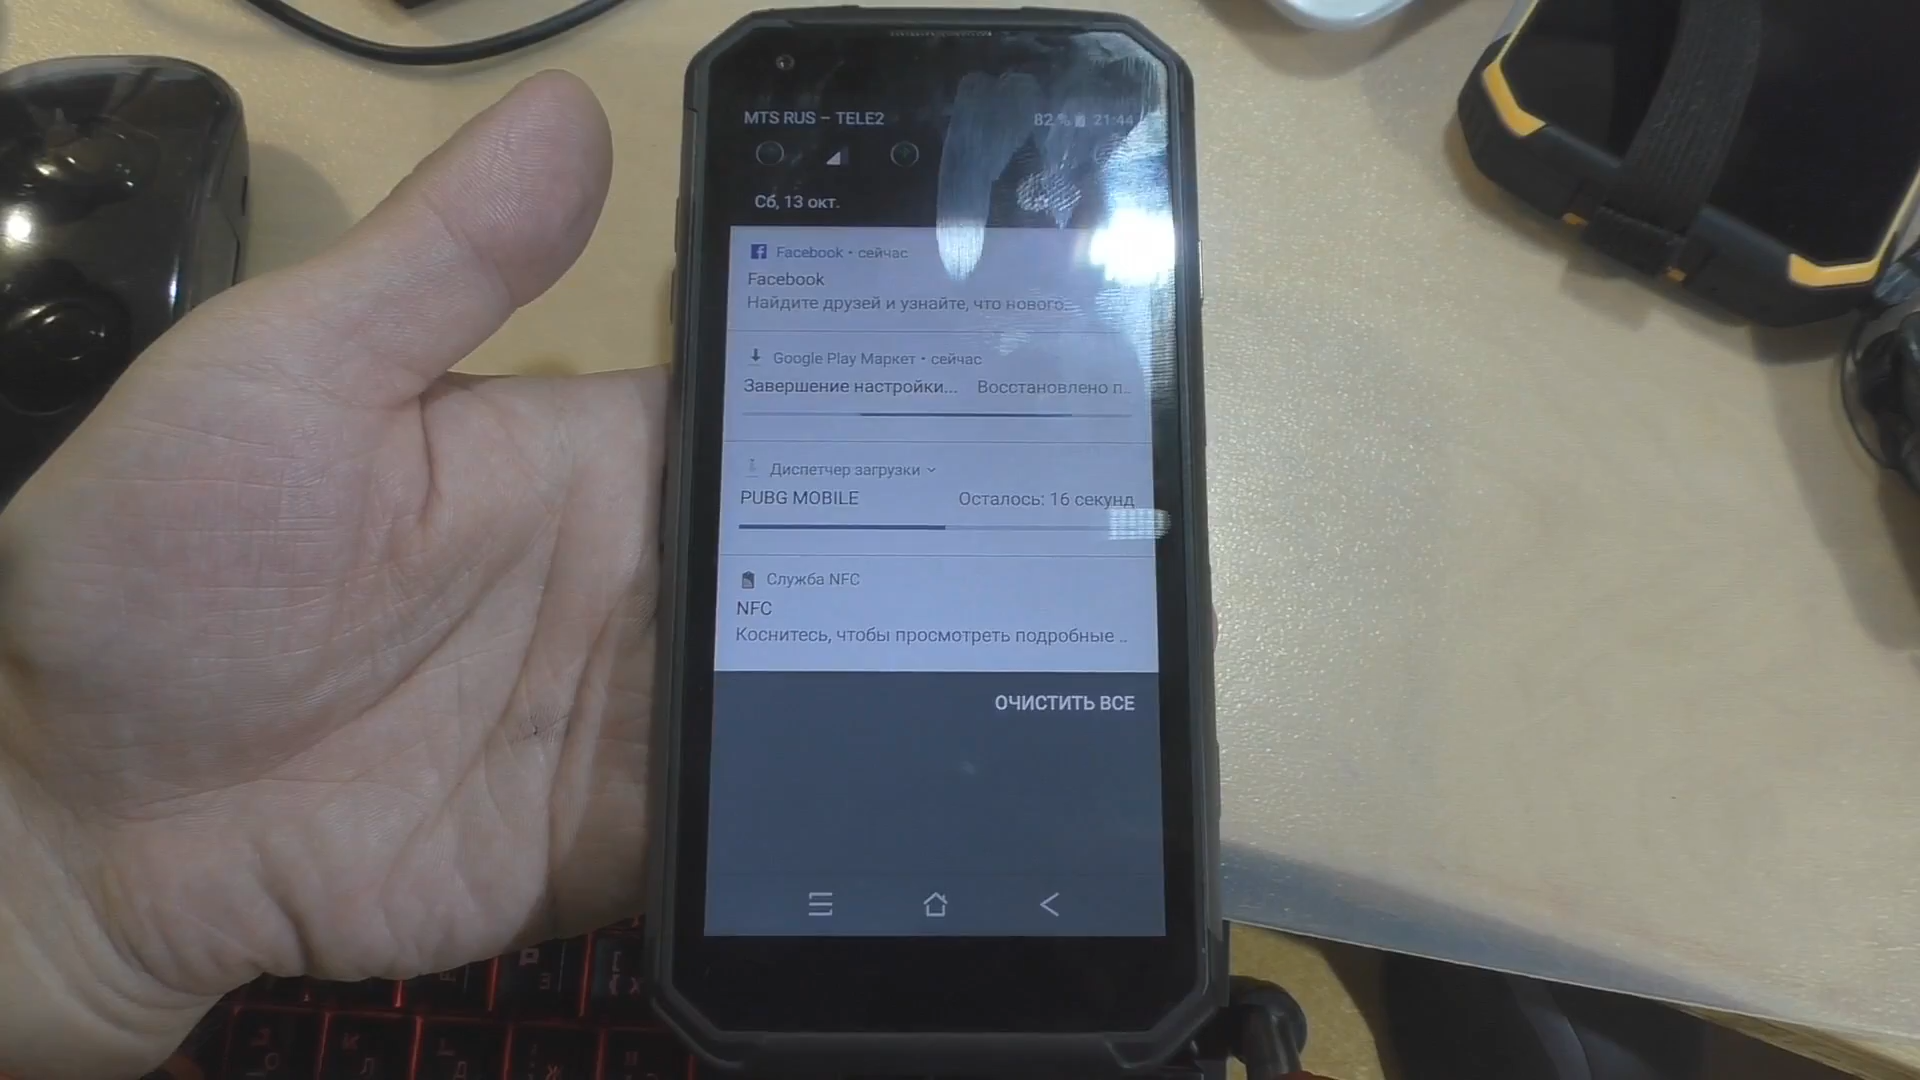 MTS RUS – TELE2
82 % 21:44
Сб, 13 окт.
Facebook • сейчас
Facebook
Найдите друзей и узнайте, что нового..
Google Play Маркет • сейчас
Завершение настройки... Восстановлено п..
Диспетчер загрузки
PUBG MOBILE Осталось: 16 секунд
Служба NFC
NFC
Коснитесь, чтобы просмотреть подробные ..
ОЧИСТИТЬ ВСЕ